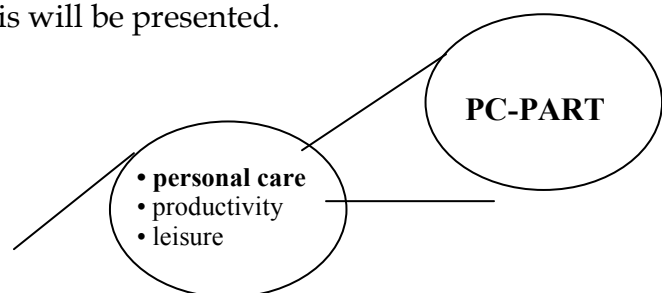 is will be presented.
PC-PART
• personal care
• productivity
• leisure